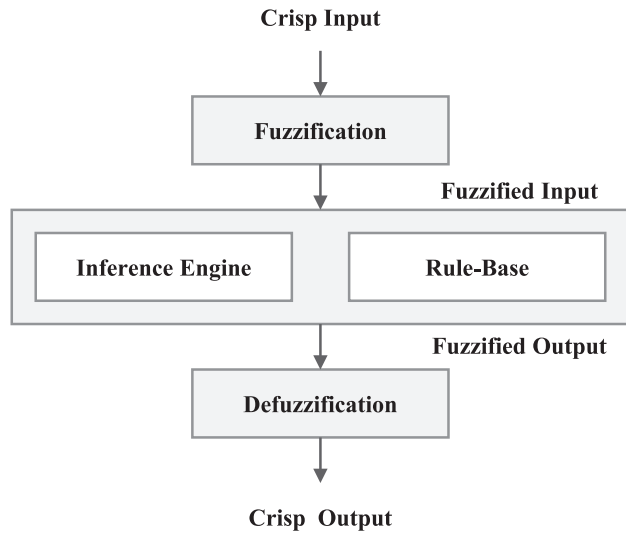 Crisp Input
Fuzzification
Fuzzified Input
Inference Engine
Rule-Base
Fuzzified Output
Defuzzification
Crisp Output